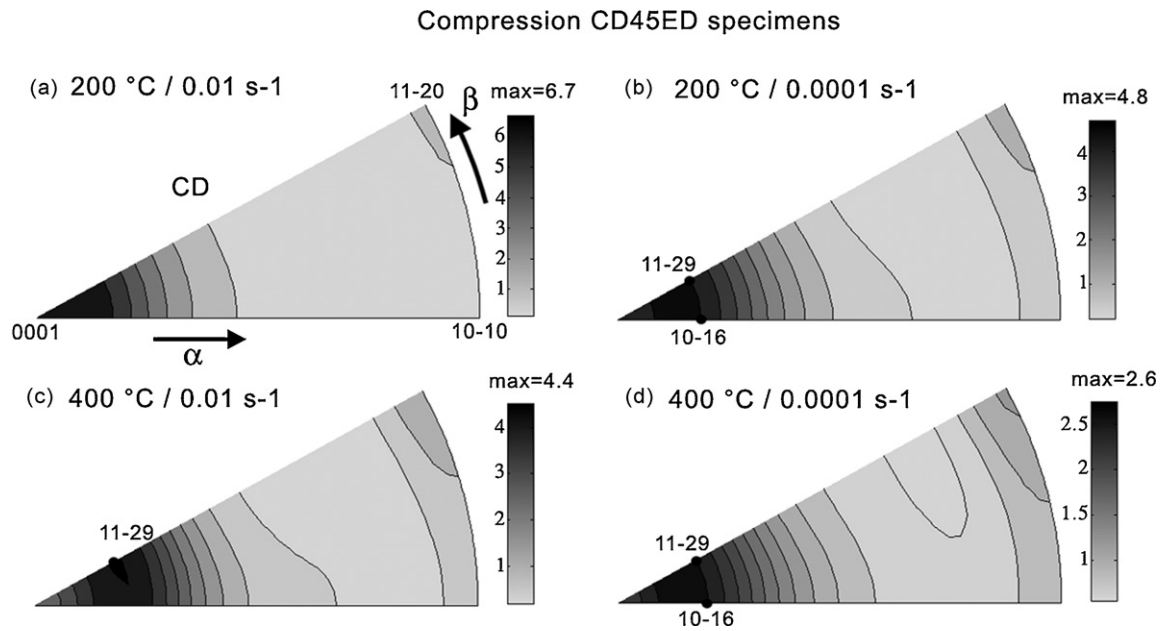 Compression CD45ED specimens
(a) 200 °C / 0.01 s-1
11-20
β
max=6.7
6
5
4
3
2
1
CD
0001
α
10-10
(b) 200 °C / 0.0001 s-1
max=4.8
4
3
2
1
11-29
10-16
(c) 400 °C / 0.01 s-1
max=4.4
4
3
2
1
11-29
(d) 400 °C / 0.0001 s-1
max=2.6
2.5
2
1.5
1
11-29
10-16